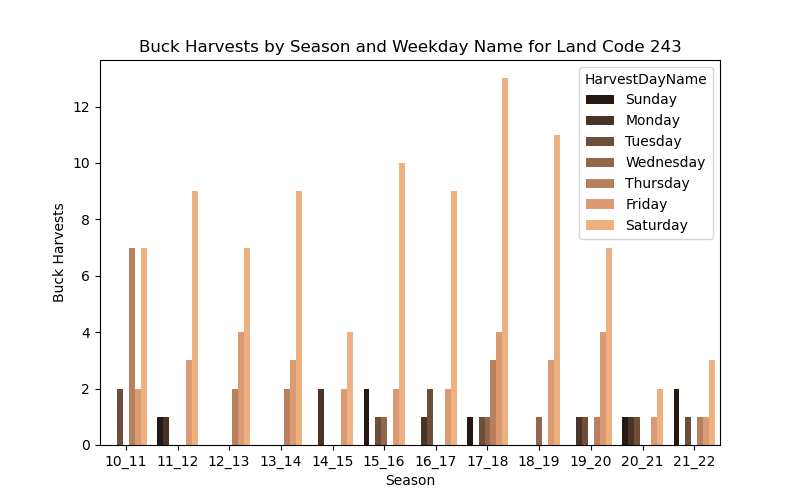 Buck Harvests by Season and Weekday Name for Land Code 243
HarvestDayName
Sunday
Monday
Tuesday
Wednesday
Thursday
Friday
Saturday
Buck Harvests
12
10
8
6
4
2
0
10_11 11_12 12_13 13_14 14_15 15_16 16_17 17_18 18_19 19_20 20_21 21_22
Season